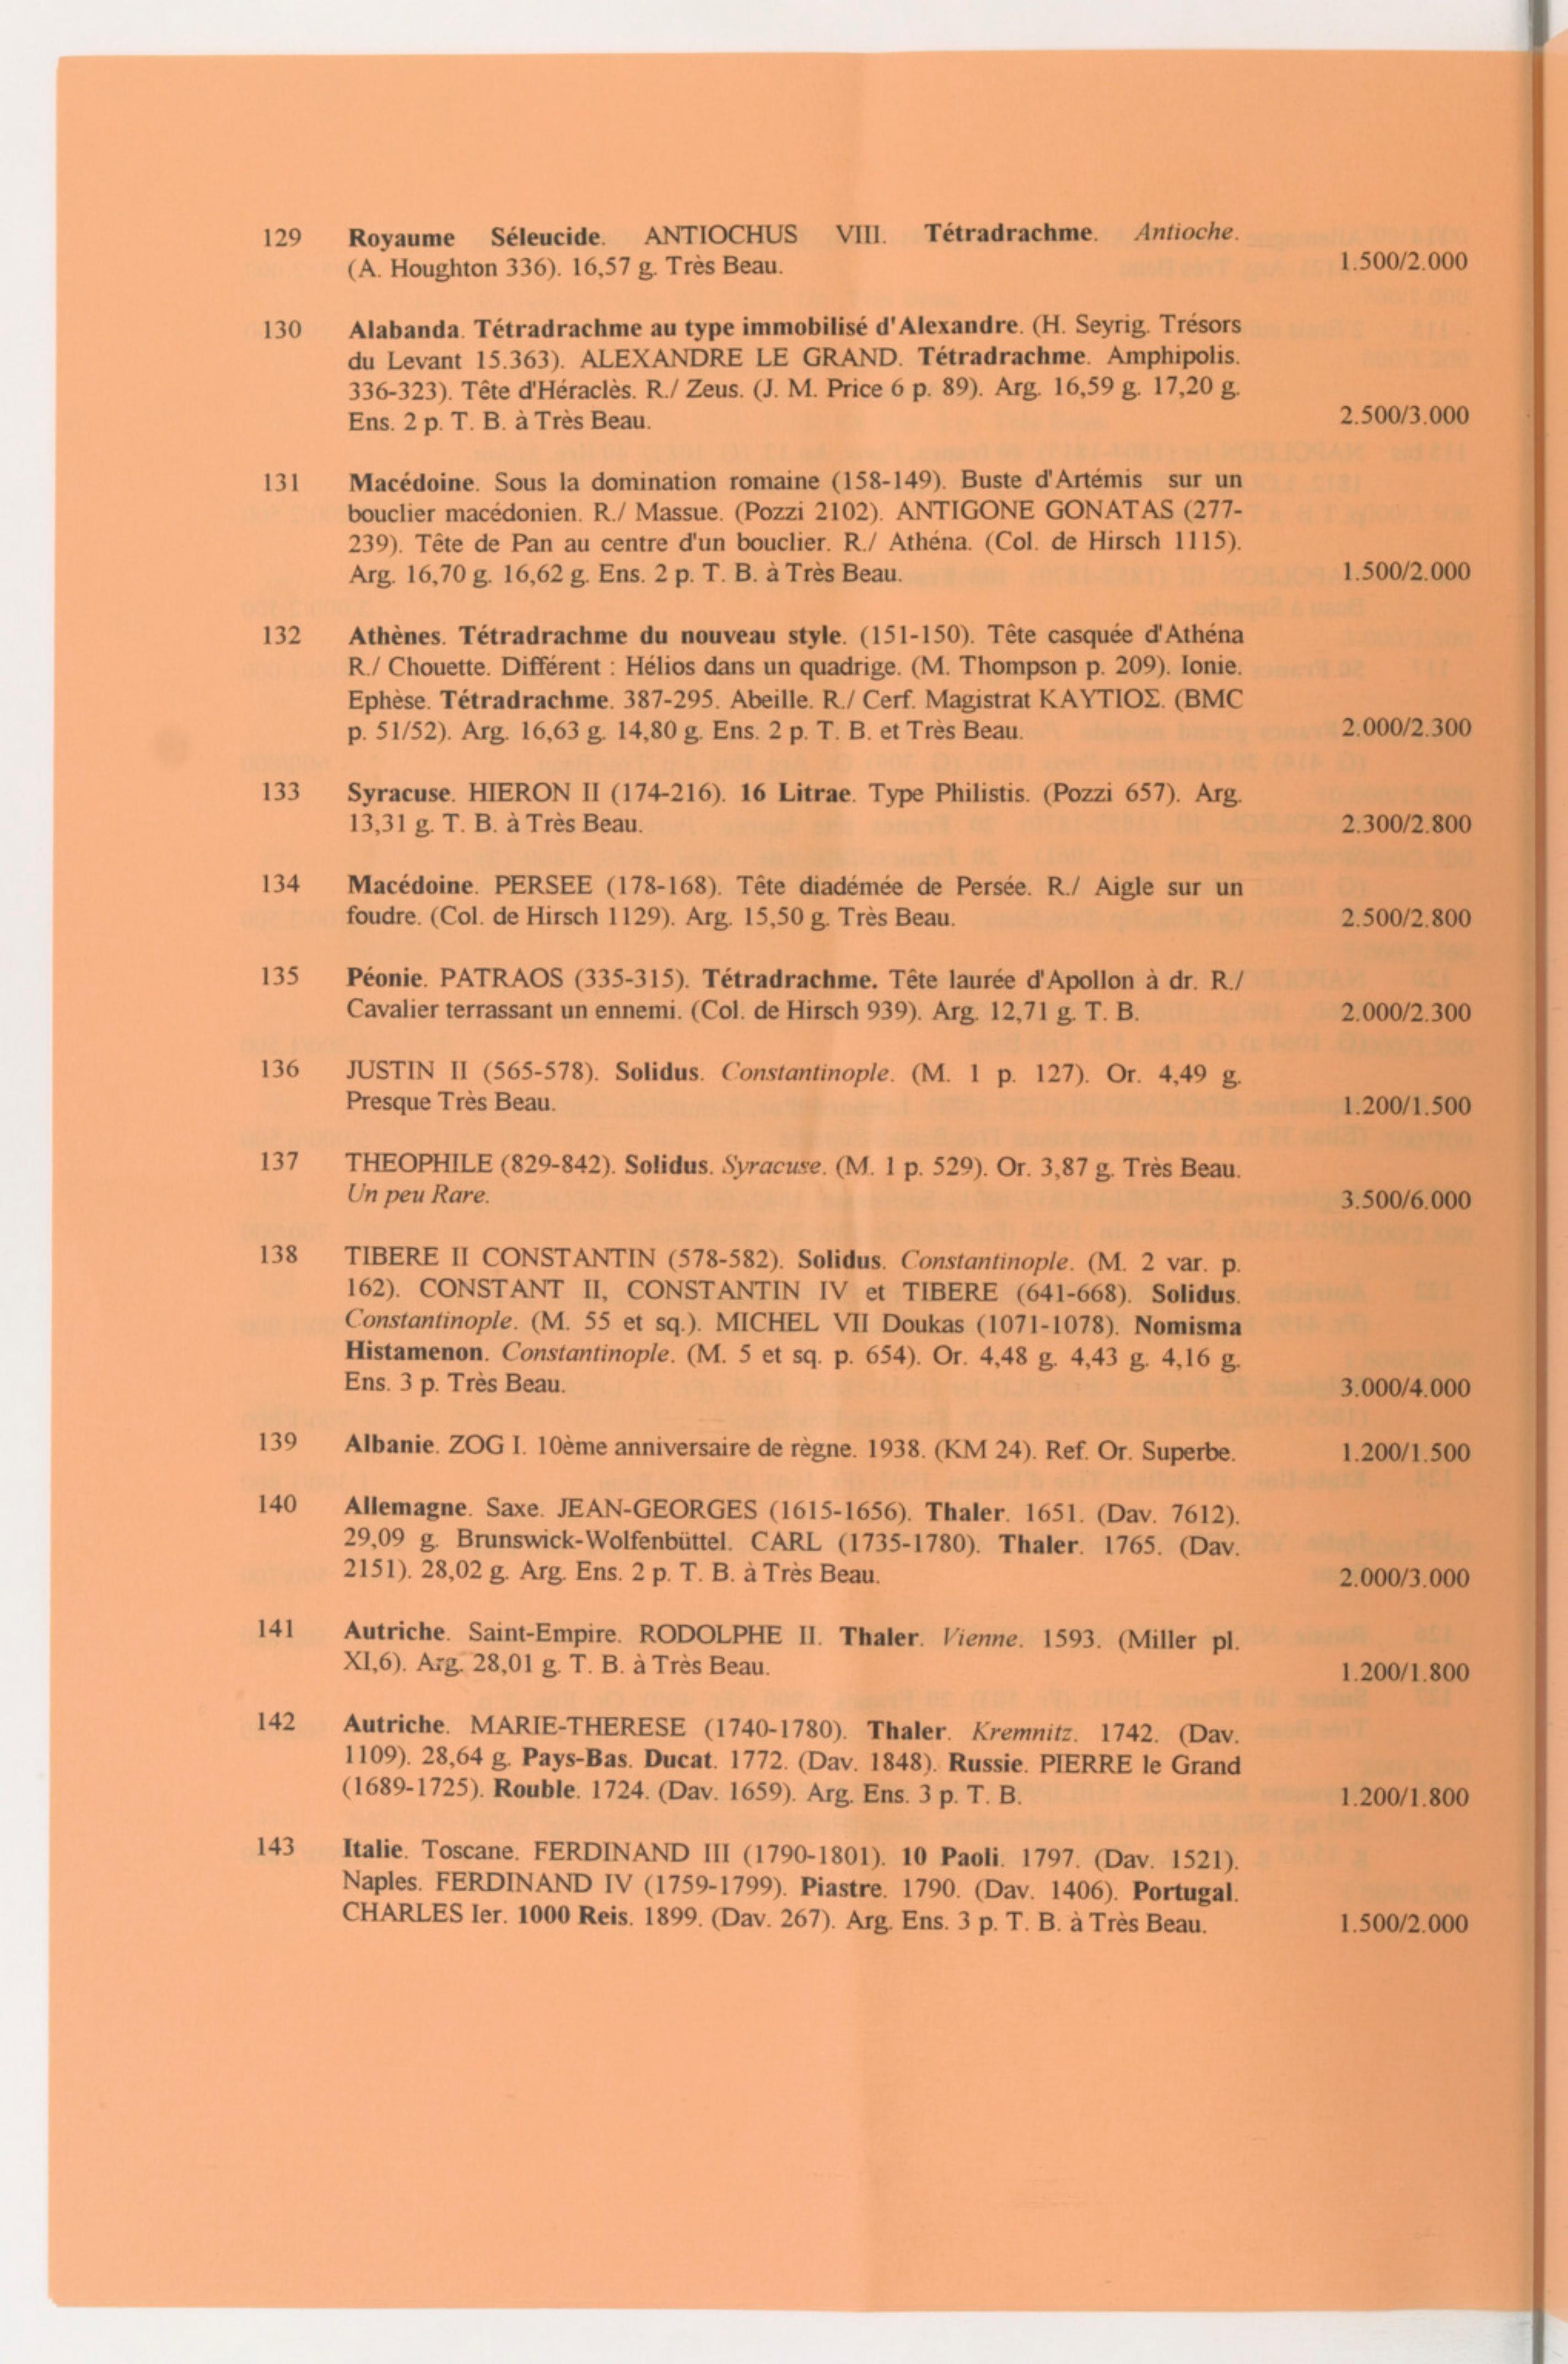 129 Royaume Séleucide. ANTIOCHUS VIII. Tétradrachme. Antioche.
(A. Houghton 336). 16,57 g. Très Beau. 1.500/2.000
130 Alabanda. Tétradrachme au type immobilisé d'Alexandre. (H. Seyrig. Trésors
du Levant 15.363). ALEXANDRE LE GRAND. Tétradrachme. Amphipolis.
336-323). Tête d'Héraclès. R./ Zeus. (J. M. Price 6 p. 89). Arg. 16,59 g. 17,20 g.
Ens. 2 p. T. B. à Très Beau. 2.500/3.000
131 Macédoine. Sous la domination romaine (158-149). Buste d'Artémis sur un
bouclier macédonien. R./ Massue. (Pozzi 2102). ANTIGONE GONATAS (277-
239). Tête de Pan au centre d'un bouclier. R./ Athéna. (Col. de Hirsch 1115).
Arg. 16,70 g. 16,62 g. Ens. 2 p. T. B. à Très Beau. 1.500/2.000
132 Athènes. Tétradrachme du nouveau style. (151-150). Tête casquée d'Athéna
R./ Chouette. Différent : Hélios dans un quadrige. (M. Thompson p. 209). Ionie.
Ephèse. Tétradrachme. 387-295. Abeille. R./ Cerf. Magistrat ΚΑΥΤΙΟΣ. (BMC
p. 51/52). Arg. 16,63 g. 14,80 g. Ens. 2 p. T. B. et Très Beau. 2.000/2.300
133 Syracuse. HIERON II (174-216). 16 Litrae. Type Philistis. (Pozzi 657). Arg.
13,31 g. T. B. à Très Beau. 2.300/2.800
134 Macédoine. PERSEE (178-168). Tête diadémée de Persée. R./ Aigle sur un
foudre. (Col. de Hirsch 1129). Arg. 15,50 g. Très Beau. 2.500/2.800
135 Péonie. PATRAOS (335-315). Tétradrachme. Tête laurée d'Apollon à dr. R./
Cavalier terrassant un ennemi. (Col. de Hirsch 939). Arg. 12,71 g. T. B. 2.000/2.300
136 JUSTIN II (565-578). Solidus. Constantinople. (M. 1 p. 127). Or. 4,49 g.
Presque Très Beau. 1.200/1.500
137 THEOPHILE (829-842). Solidus. Syracuse. (M. 1 p. 529). Or. 3,87 g. Très Beau.
Un peu Rare. 3.500/6.000
138 TIBERE II CONSTANTIN (578-582). Solidus. Constantinople. (M. 2 var. p.
162). CONSTANT II, CONSTANTIN IV et TIBERE (641-668). Solidus.
Constantinople. (M. 55 et sq.). MICHEL VII Doukas (1071-1078). Nomisma
Histamenon. Constantinople. (M. 5 et sq. p. 654). Or. 4,48 g. 4,43 g. 4,16 g.
Ens. 3 p. Très Beau. 3.000/4.000
139 Albanie. ZOG I. 10ème anniversaire de règne. 1938. (KM 24). Ref. Or. Superbe. 1.200/1.500
140 Allemagne. Saxe. JEAN-GEORGES (1615-1656). Thaler. 1651. (Dav. 7612).
29,09 g. Brunswick-Wolfenbüttel. CARL (1735-1780). Thaler. 1765. (Dav.
2151). 28,02 g. Arg. Ens. 2 p. T. B. à Très Beau. 2.000/3.000
141 Autriche. Saint-Empire. RODOLPHE II. Thaler. Vienne. 1593. (Miller pl.
XI,6). Arg. 28,01 g. T. B. à Très Beau. 1.200/1.800
142 Autriche. MARIE-THERESE (1740-1780). Thaler. Kremnitz. 1742. (Dav.
1109). 28,64 g. Pays-Bas. Ducat. 1772. (Dav. 1848). Russie. PIERRE le Grand
(1689-1725). Rouble. 1724. (Dav. 1659). Arg. Ens. 3 p. T. B. 1.200/1.800
143 Italie. Toscane. FERDINAND III (1790-1801). 10 Paoli. 1797. (Dav. 1521).
Naples. FERDINAND IV (1759-1799). Piastre. 1790. (Dav. 1406). Portugal.
CHARLES Ier. 1000 Reis. 1899. (Dav. 267). Arg. Ens. 3 p. T. B. à Très Beau. 1.500/2.000